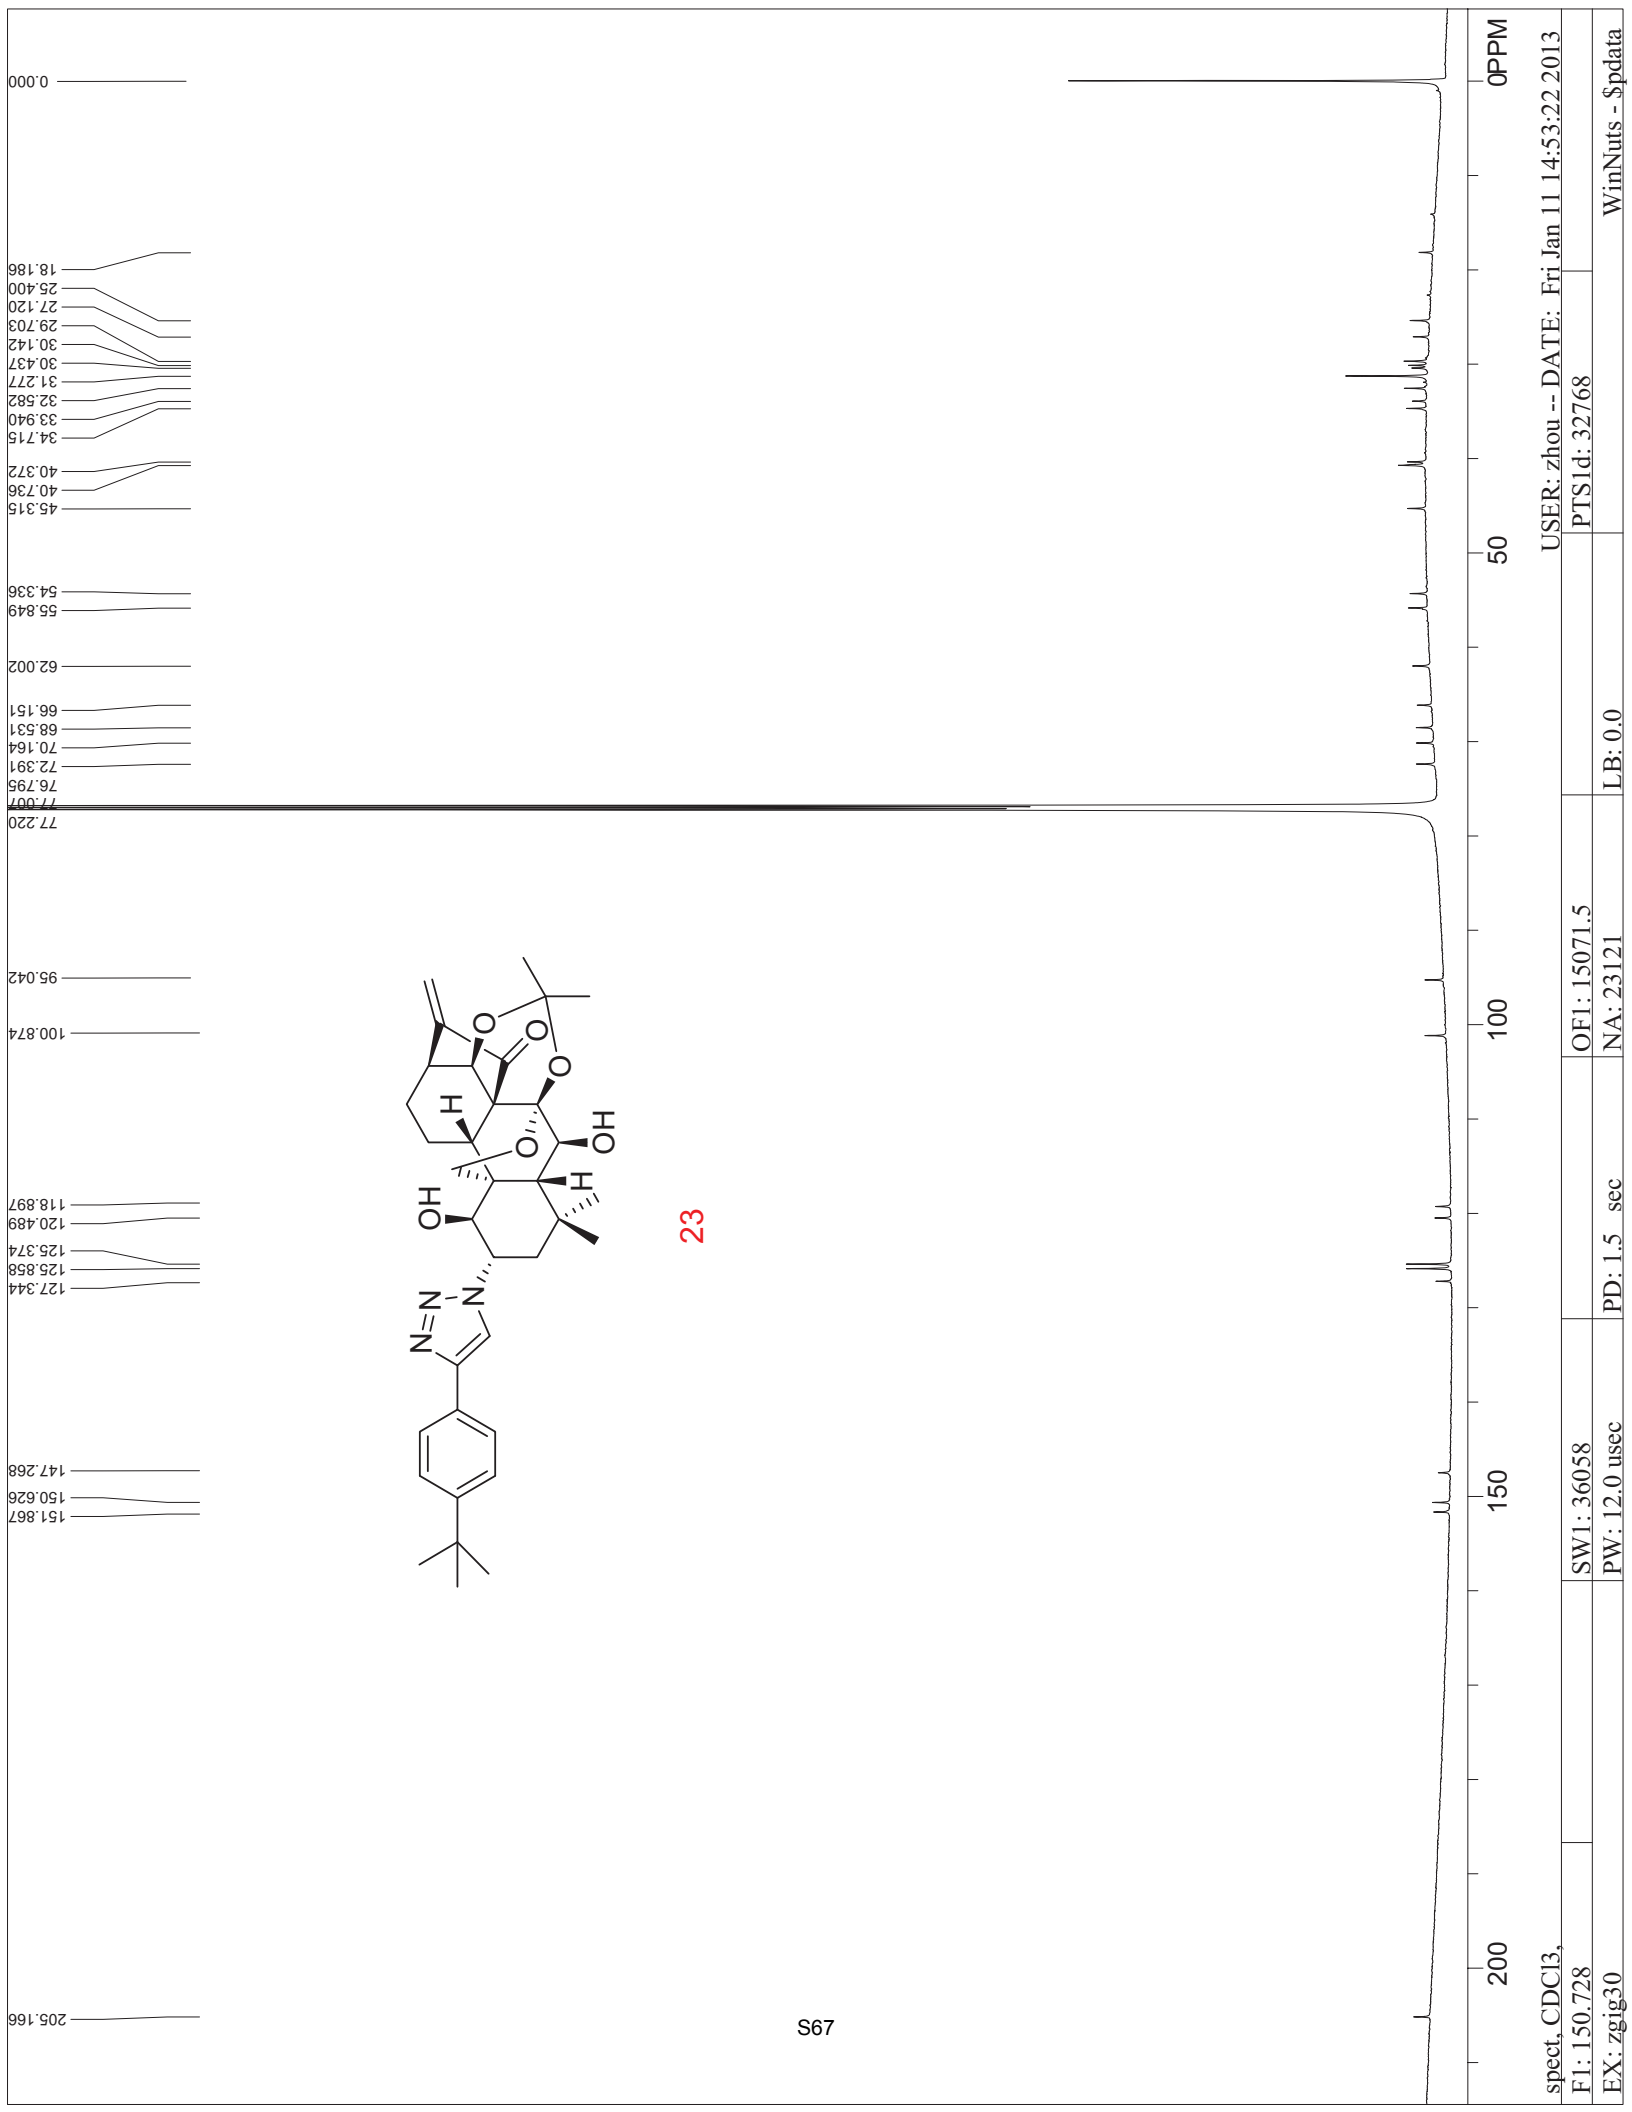 205.166
151.867
150.626
147.268
127.344
125.858
125.374
120.489
118.897
100.874
95.042
77.220
77.007
76.795
72.391
70.164
68.531
66.151
62.002
55.849
54.336
45.315
40.736
40.372
34.715
33.940
32.582
31.277
30.437
30.142
29.703
27.120
25.400
18.186
0.000
N
N
N
OH
H
O
O
O
O
H
OH
23
200
150
100
50
0PPM
spect, CDCl3,
USER: zhou -- DATE: Fri Jan 11 14:53:22 2013
F1: 150.728
SW1: 36058
OF1: 15071.5
PTS1d: 32768
EX: zgig30
PW: 12.0 usec
PD: 1.5 sec
NA: 23121
LB: 0.0
WinNuts - $pdata
S67